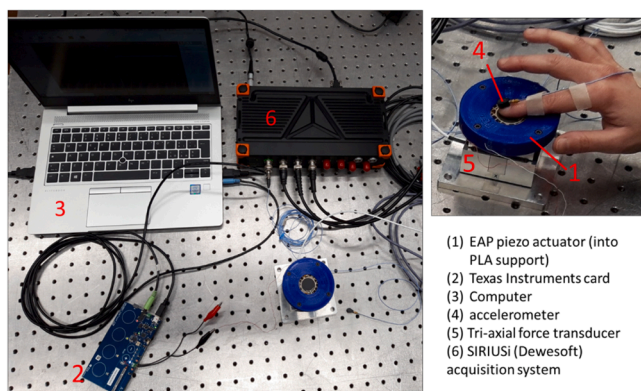 6
3
2
4
5
1
(1) EAP piezo actuator (into
PLA support)
(2) Texas Instruments card
(3) Computer
(4) accelerometer
(5) Tri-axial force transducer
(6) SIRIUSi (Dewesoft)
acquisition system